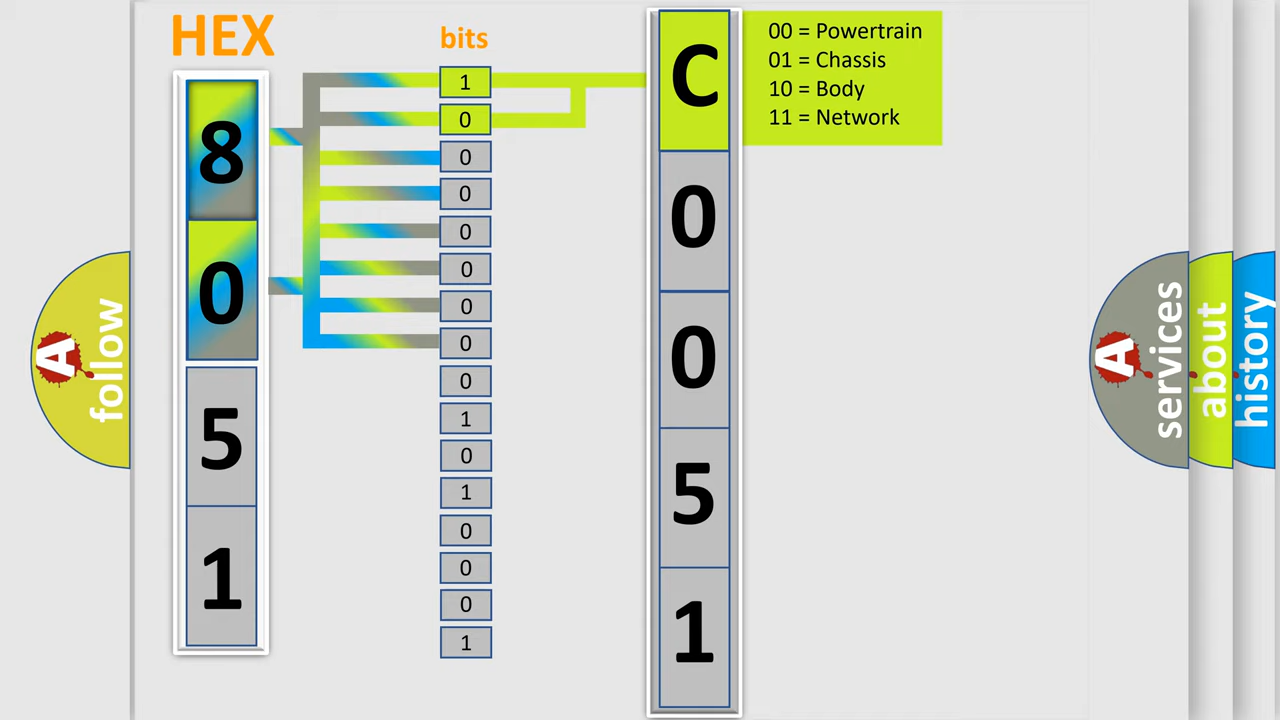 HEX
8
0
5
1
bits
1
0
0
0
0
0
0
0
0
1
0
1
0
0
0
1
C
0
0
5
1
00 = Powertrain
01 = Chassis
10 = Body
11 = Network
A
follow
A
services
about
history